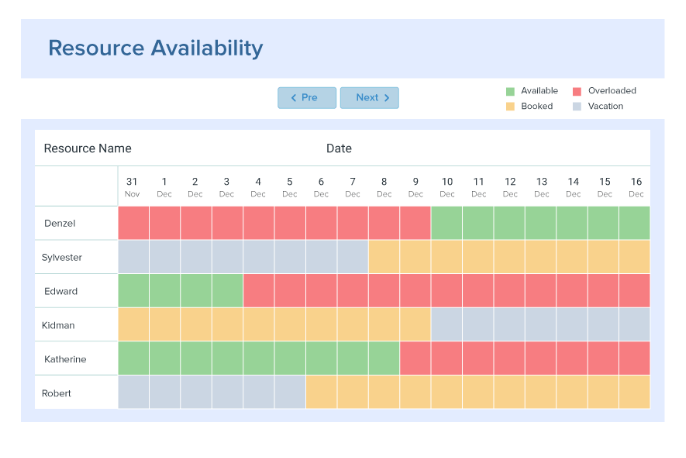 Resource Availability
Pre Next
Available Overloaded
Booked Vacation
Resource Name Date
31 1 2 3 4 5 6 7 8 9 10 11 12 13 14 15 16
Nov Dec Dec Dec Dec Dec Dec Dec Dec Dec Dec Dec Dec Dec Dec Dec Dec
Denzel
Sylvester
Edward
Kidman
Katherine
Robert